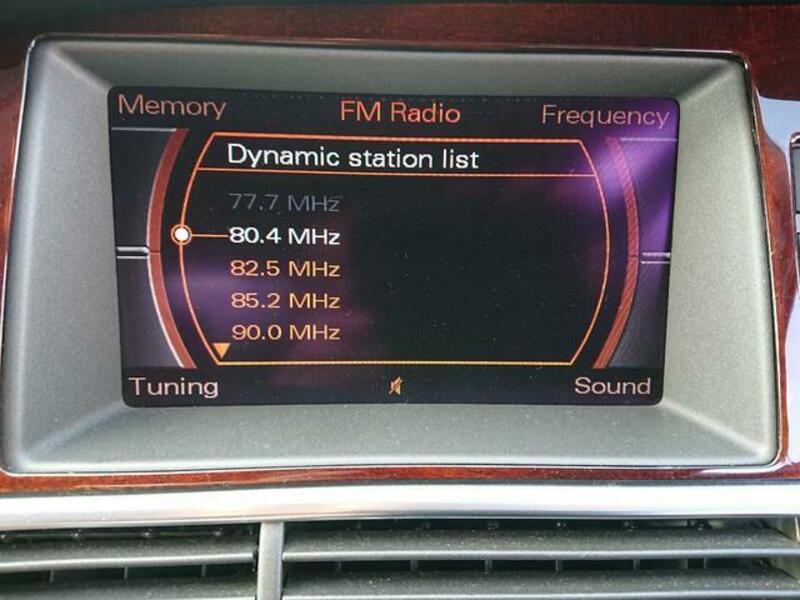 Memory FM Radio Frequency
Dynamic station list
77.7 MHz
80.4 MHz
82.5 MHz
85.2 MHz
90.0 MHz
Tuning Sound